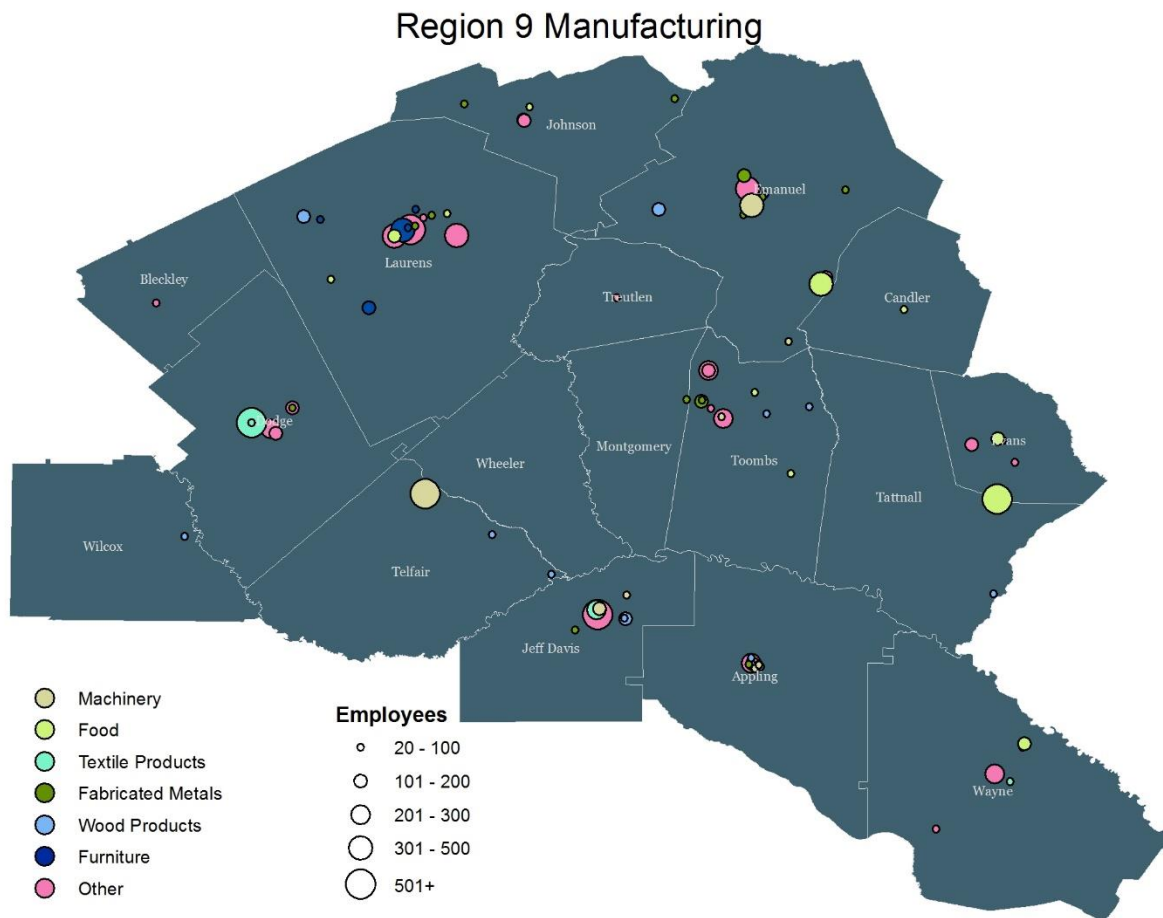 Region 9 Manufacturing
Johnson
Emanuel
Laurens
Bleckley
Treutlen
Candler
Wheeler
Montgomery
Toombs
Evans
Tattnall
Wilcox
Telfair
Jeff Davis
Appling
Wayne
Machinery
Food
Textile Products
Fabricated Metals
Wood Products
Furniture
Other
Employees
20 - 100
101 - 200
201 - 300
301 - 500
501+